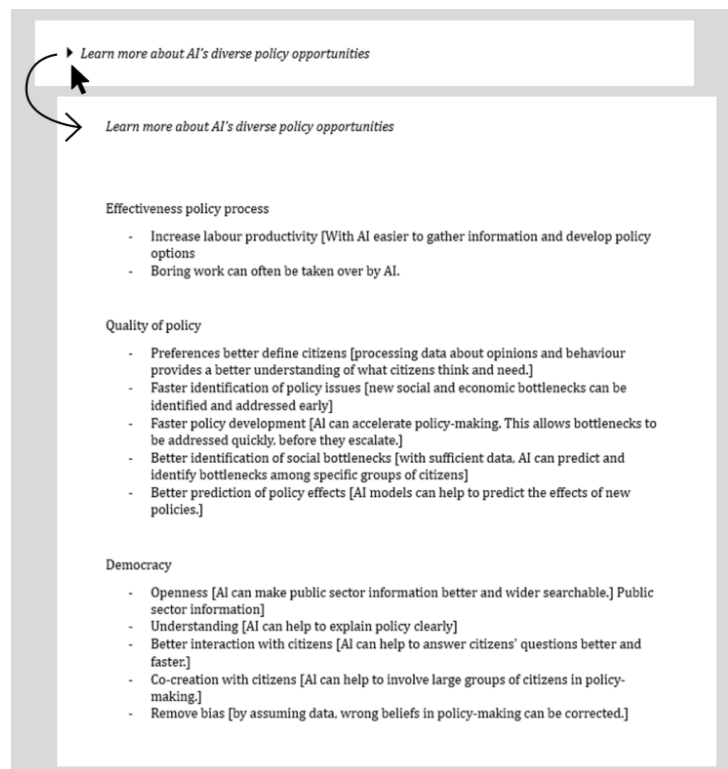 Learn more about AI's diverse policy opportunities
Learn more about AI's diverse policy opportunities
Effectiveness policy process
- Increase labour productivity [With AI easier to gather information and develop policy
options
- Boring work can often be taken over by AI.
Quality of policy
- Preferences better define citizens [processing data about opinions and behaviour
provides a better understanding of what citizens think and need.]
- Faster identification of policy issues [new social and economic bottlenecks can be
identified and addressed early]
- Faster policy development [AI can accelerate policy-making. This allows bottlenecks to
be addressed quickly, before they escalate.]
- Better identification of social bottlenecks [with sufficient data, AI can predict and
identify bottlenecks among specific groups of citizens]
- Better prediction of policy effects [AI models can help to predict the effects of new
policies.]
Democracy
- Openness [AI can make public sector information better and wider searchable.] Public
sector information]
- Understanding [AI can help to explain policy clearly]
- Better interaction with citizens [AI can help to answer citizens' questions better and
faster.]
- Co-creation with citizens [AI can help to involve large groups of citizens in policy-
making.]
- Remove bias [by assuming data, wrong beliefs in policy-making can be corrected.]